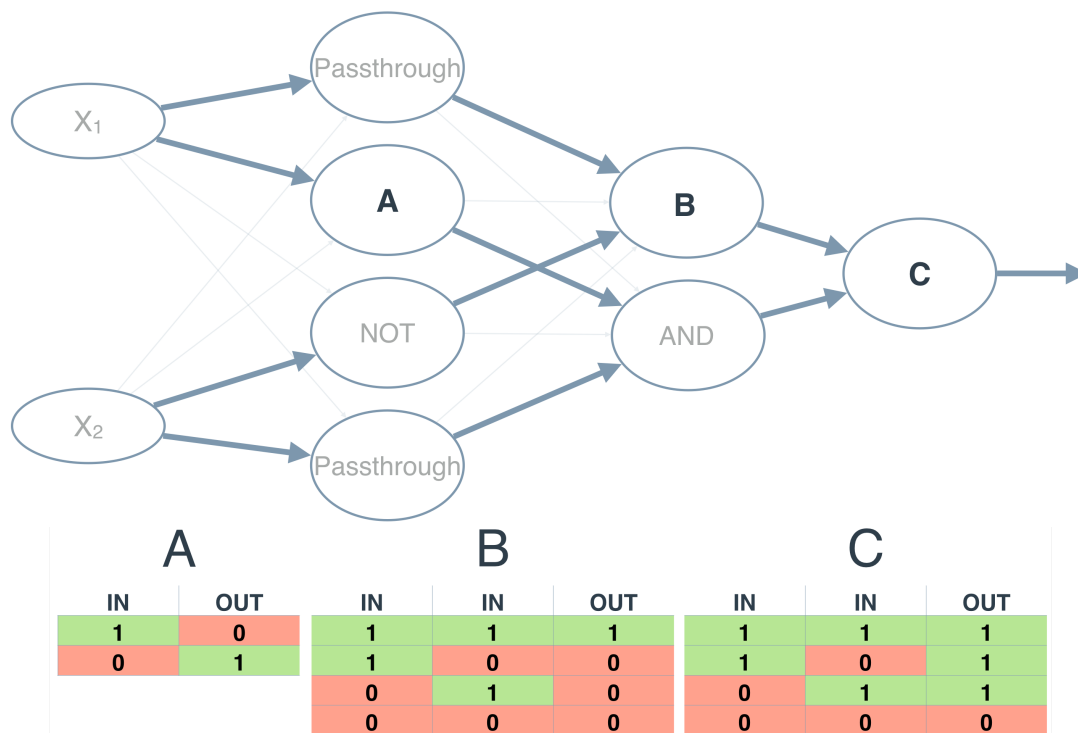 Passthrough
X1
A
B
C
NOT
AND
X2
Passthrough
A B C
IN OUT IN IN OUT IN IN OUT
1 0 1 1 1 1 1 1
0 1 1 0 0 1 0 1
0 1 0 0 1 1
0 0 0 0 0 0